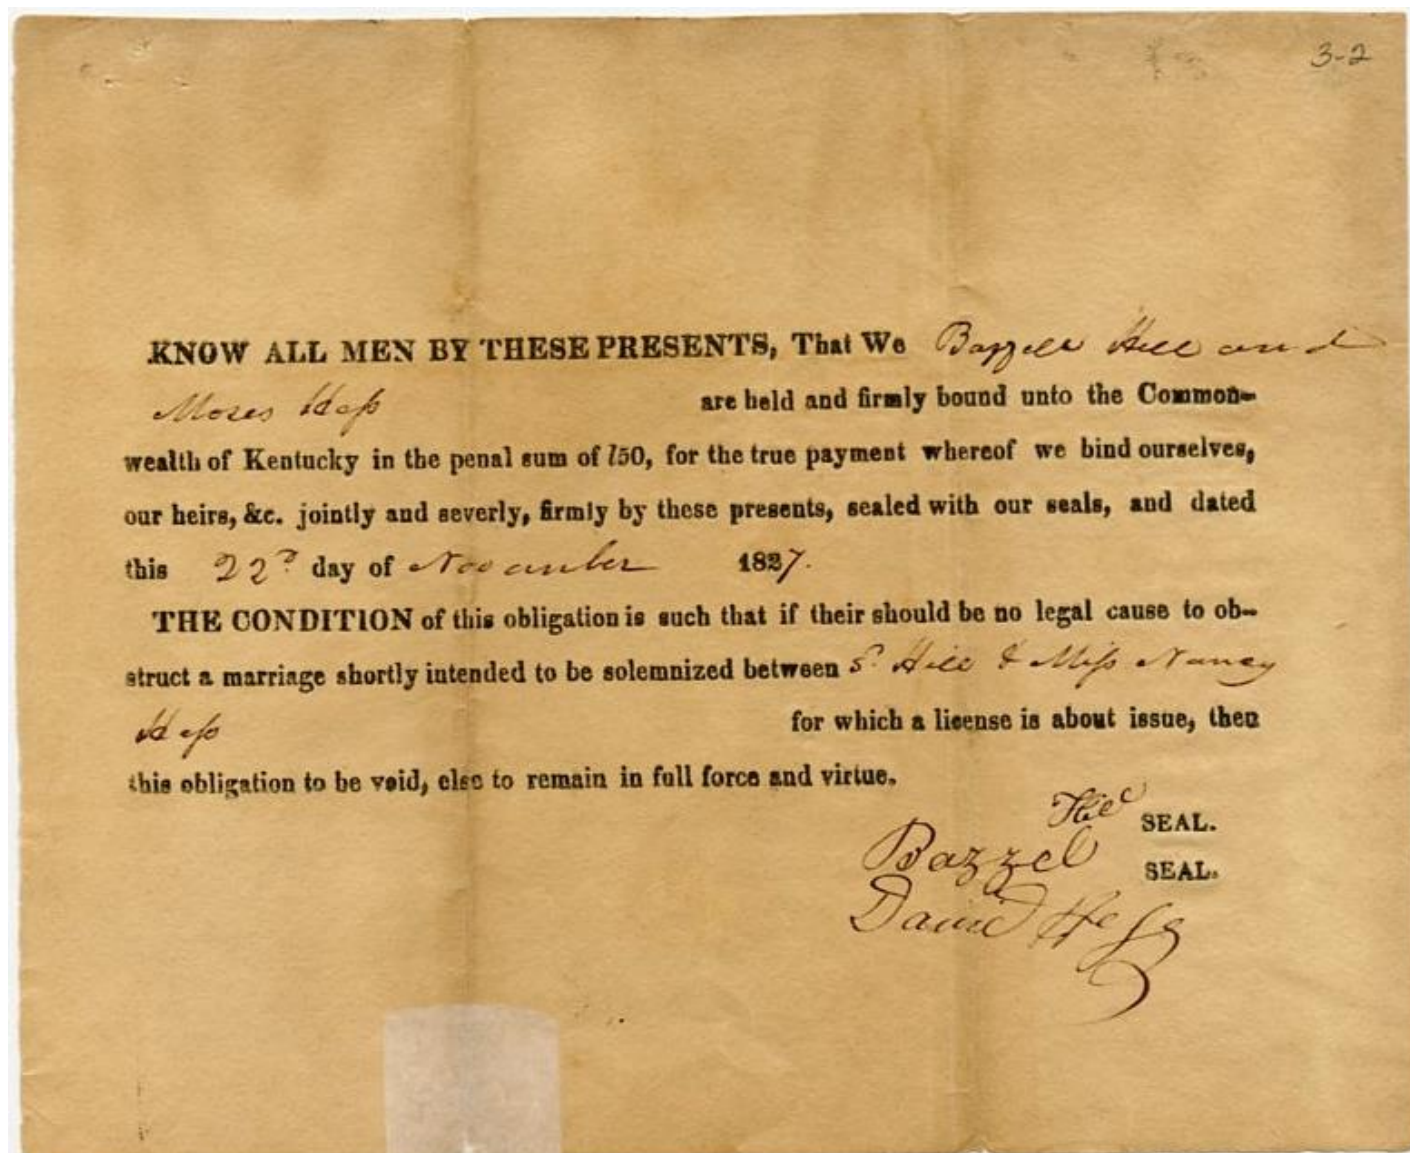 3-2
KNOW ALL MEN BY THESE PRESENTS, That We Bazzell Hill and
Moses Hess are held and firmly bound unto the Common-
wealth of Kentucky in the penal sum of l50, for the true payment whereof we bind ourselves,
our heirs, &c. jointly and severly, firmly by these presents, sealed with our seals, and dated
this 22d day of November 1827.
THE CONDITION of this obligation is such that if their should be no legal cause to ob-
struct a marriage shortly intended to be solemnized between Sd Hill & Miss Nancy
Hess for which a license is about issue, then
this obligation to be void, else to remain in full force and virtue.
Hill SEAL.
Bazzel SEAL.
David Hess